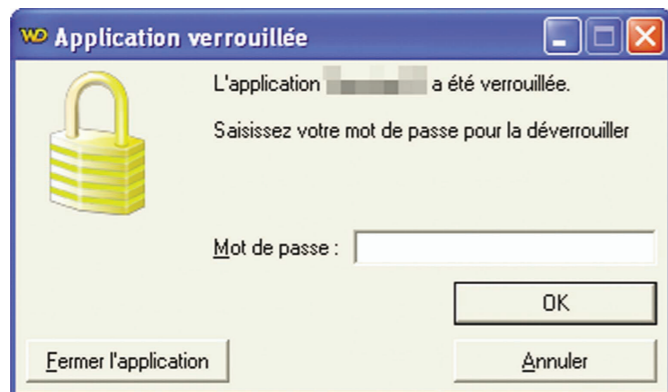 WD Application verrouillée
L'application a été verrouillée.
Saisissez votre mot de passe pour la déverrouiller
Mot de passe :
OK
Fermer l'application Annuler